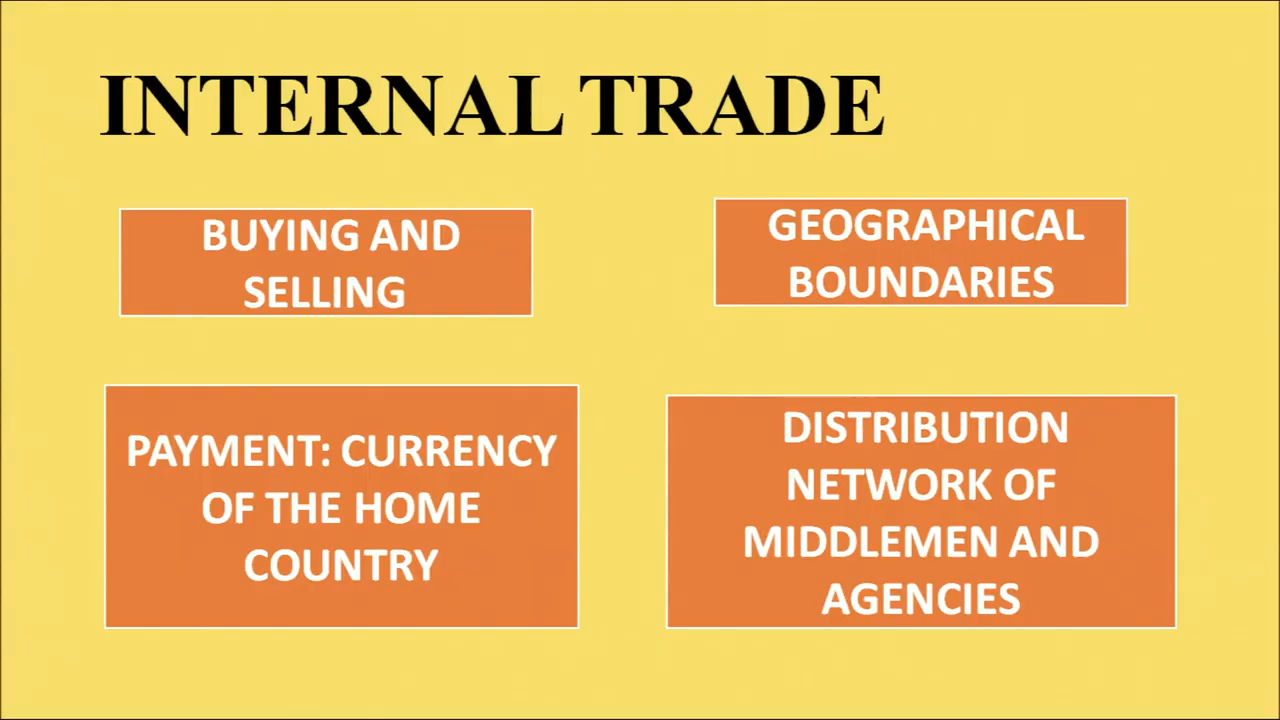 INTERNAL TRADE
BUYING AND
SELLING
GEOGRAPHICAL
BOUNDARIES
PAYMENT: CURRENCY
OF THE HOME
COUNTRY
DISTRIBUTION
NETWORK OF
MIDDLEMEN AND
AGENCIES